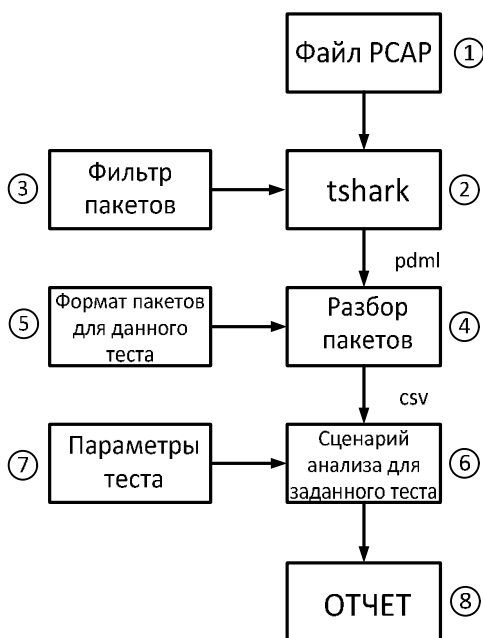 Файл PCAP
1
Фильтр
пакетов
3
tshark
2
pdml
Формат пакетов
для данного
теста
5
Разбор
пакетов
4
csv
Параметры
теста
7
Сценарий
анализа для
заданного теста
6
ОТЧЕТ
8